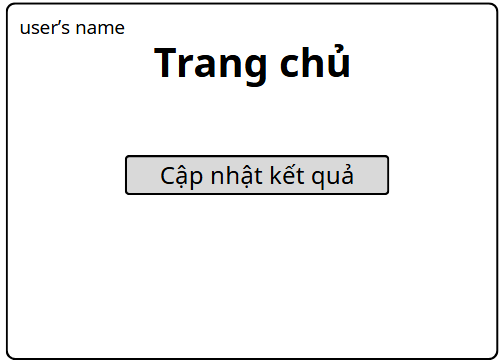 user’s name
Trang chủ
Cập nhật kết quả